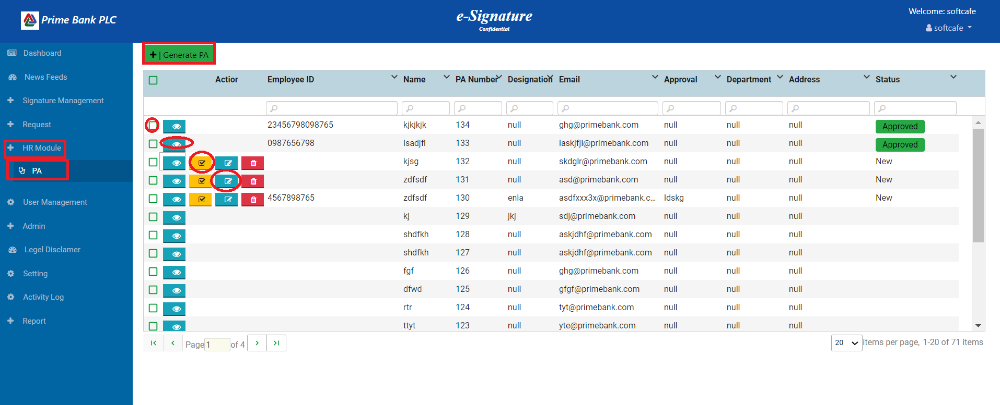 Prime Bank PLC
e-Signature
Confidential
Welcome: softcafe
softcafe
Dashboard
News Feeds
Signature Management
Request
HR Module
PA
User Management
Admin
Legel Disclamer
Setting
Activity Log
Report
+ | Generate PA
Action Employee ID Name PA Number Designation Email Approval Department Address Status
23456798098765 kjkjkjk 134 null ghg@primebank.com null null null Approved
0987656798 lsadjfl 133 null laskjfji@primebank.com null null null Approved
kjsg 132 null skdglr@primebank.com null null null New
zdfsdf 131 null asd@primebank.com null null null New
4567898765 zdfsdf 130 enla asdfxxx3x@primebank.c... ldskg null null New
kj 129 jkj sdj@primebank.com null null null
shdfkh 128 null askjdhf@primebank.com null null null
shdfkh 127 null askjdhf@primebank.com null null null
fgf 126 null ghg@primebank.com null null null
dfwd 125 null gfgf@primebank.com null null null
rtr 124 null tyt@primebank.com null null null
ttyt 123 null yte@primebank.com null null null
Page 1 of 4
20 items per page, 1-20 of 71 items